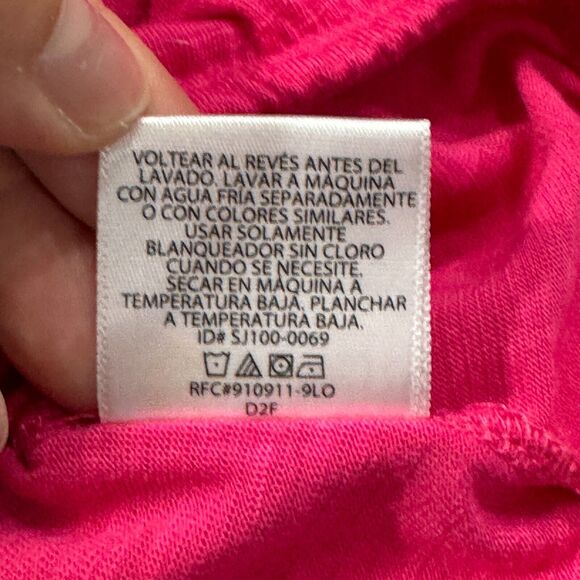 VOLTEAR AL REVÉS ANTES DEL
LAVADO. LAVAR A MÁQUINA
CON AGUA FRÍA SEPARADAMENTE
O CON COLORES SIMILARES.
USAR SOLAMENTE
BLANQUEADOR SIN CLORO
CUANDO SE NECESITE.
SECAR EN MÁQUINA A
TEMPERATURA BAJA. PLANCHAR
A TEMPERATURA BAJA.
ID# SJ100-0069
RFC#910911-9LO
D2F